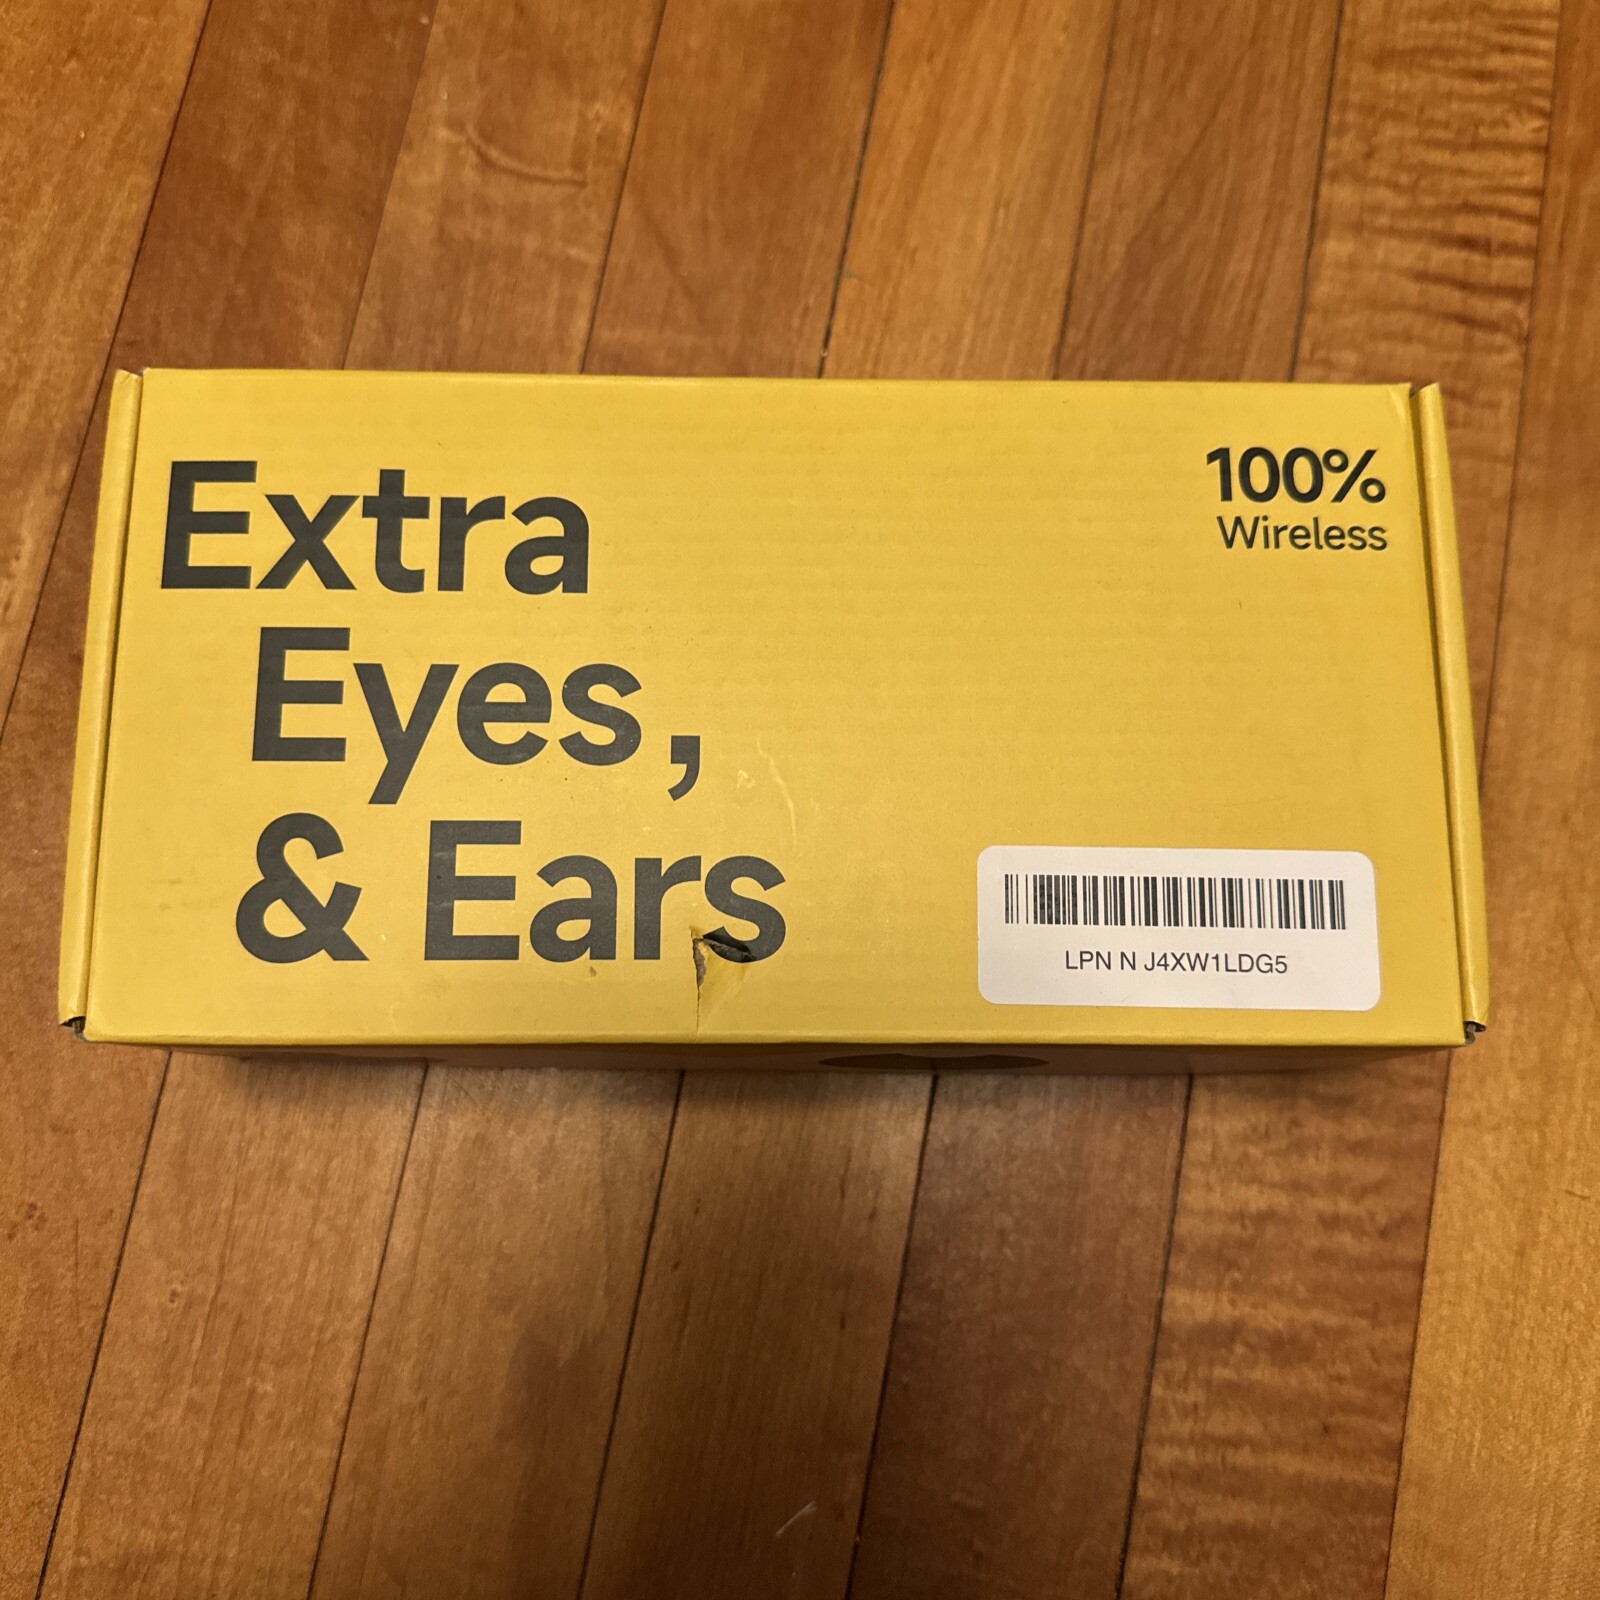 Extra
Eyes,
& Ears
100%
Wireless
LPN N J4XW1LDG5